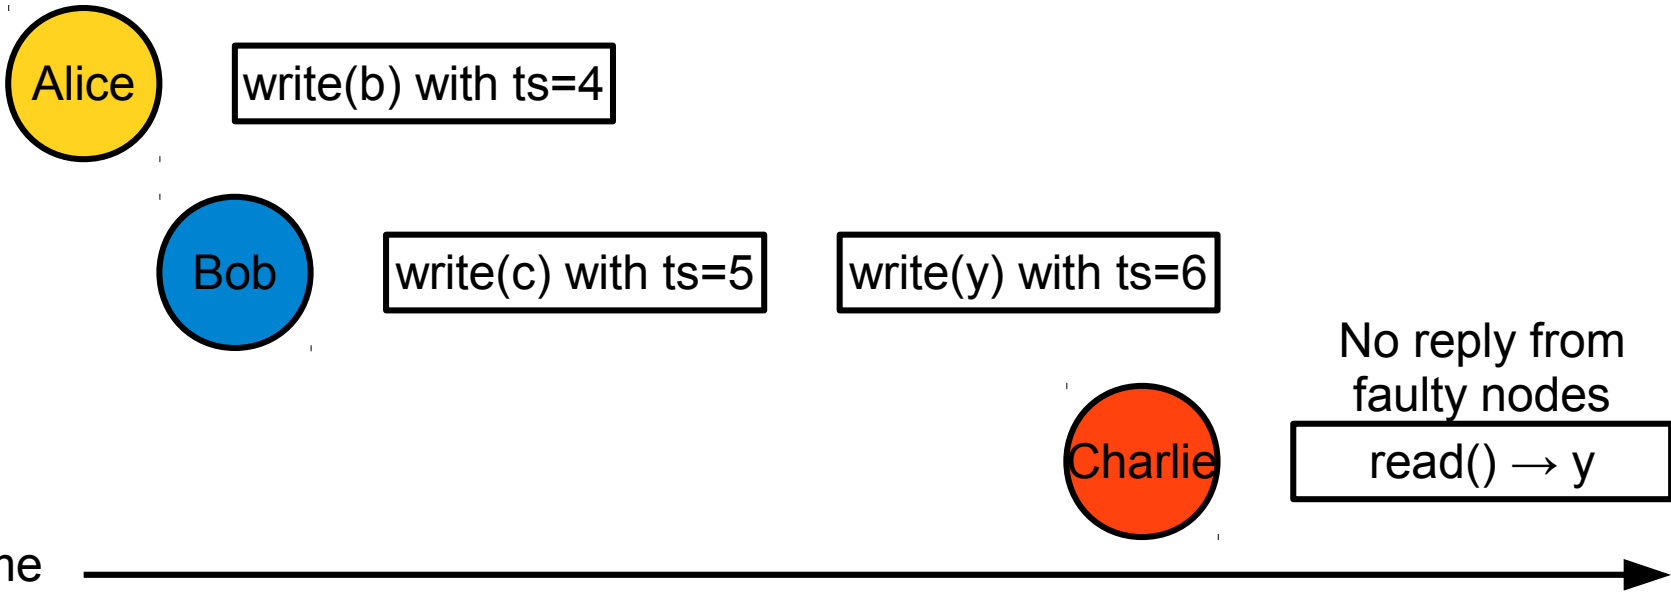 Alice
write(b) with ts=4
Bob
write(c) with ts=5
write(y) with ts=6
No reply from
faulty nodes
Charlie
read() → y